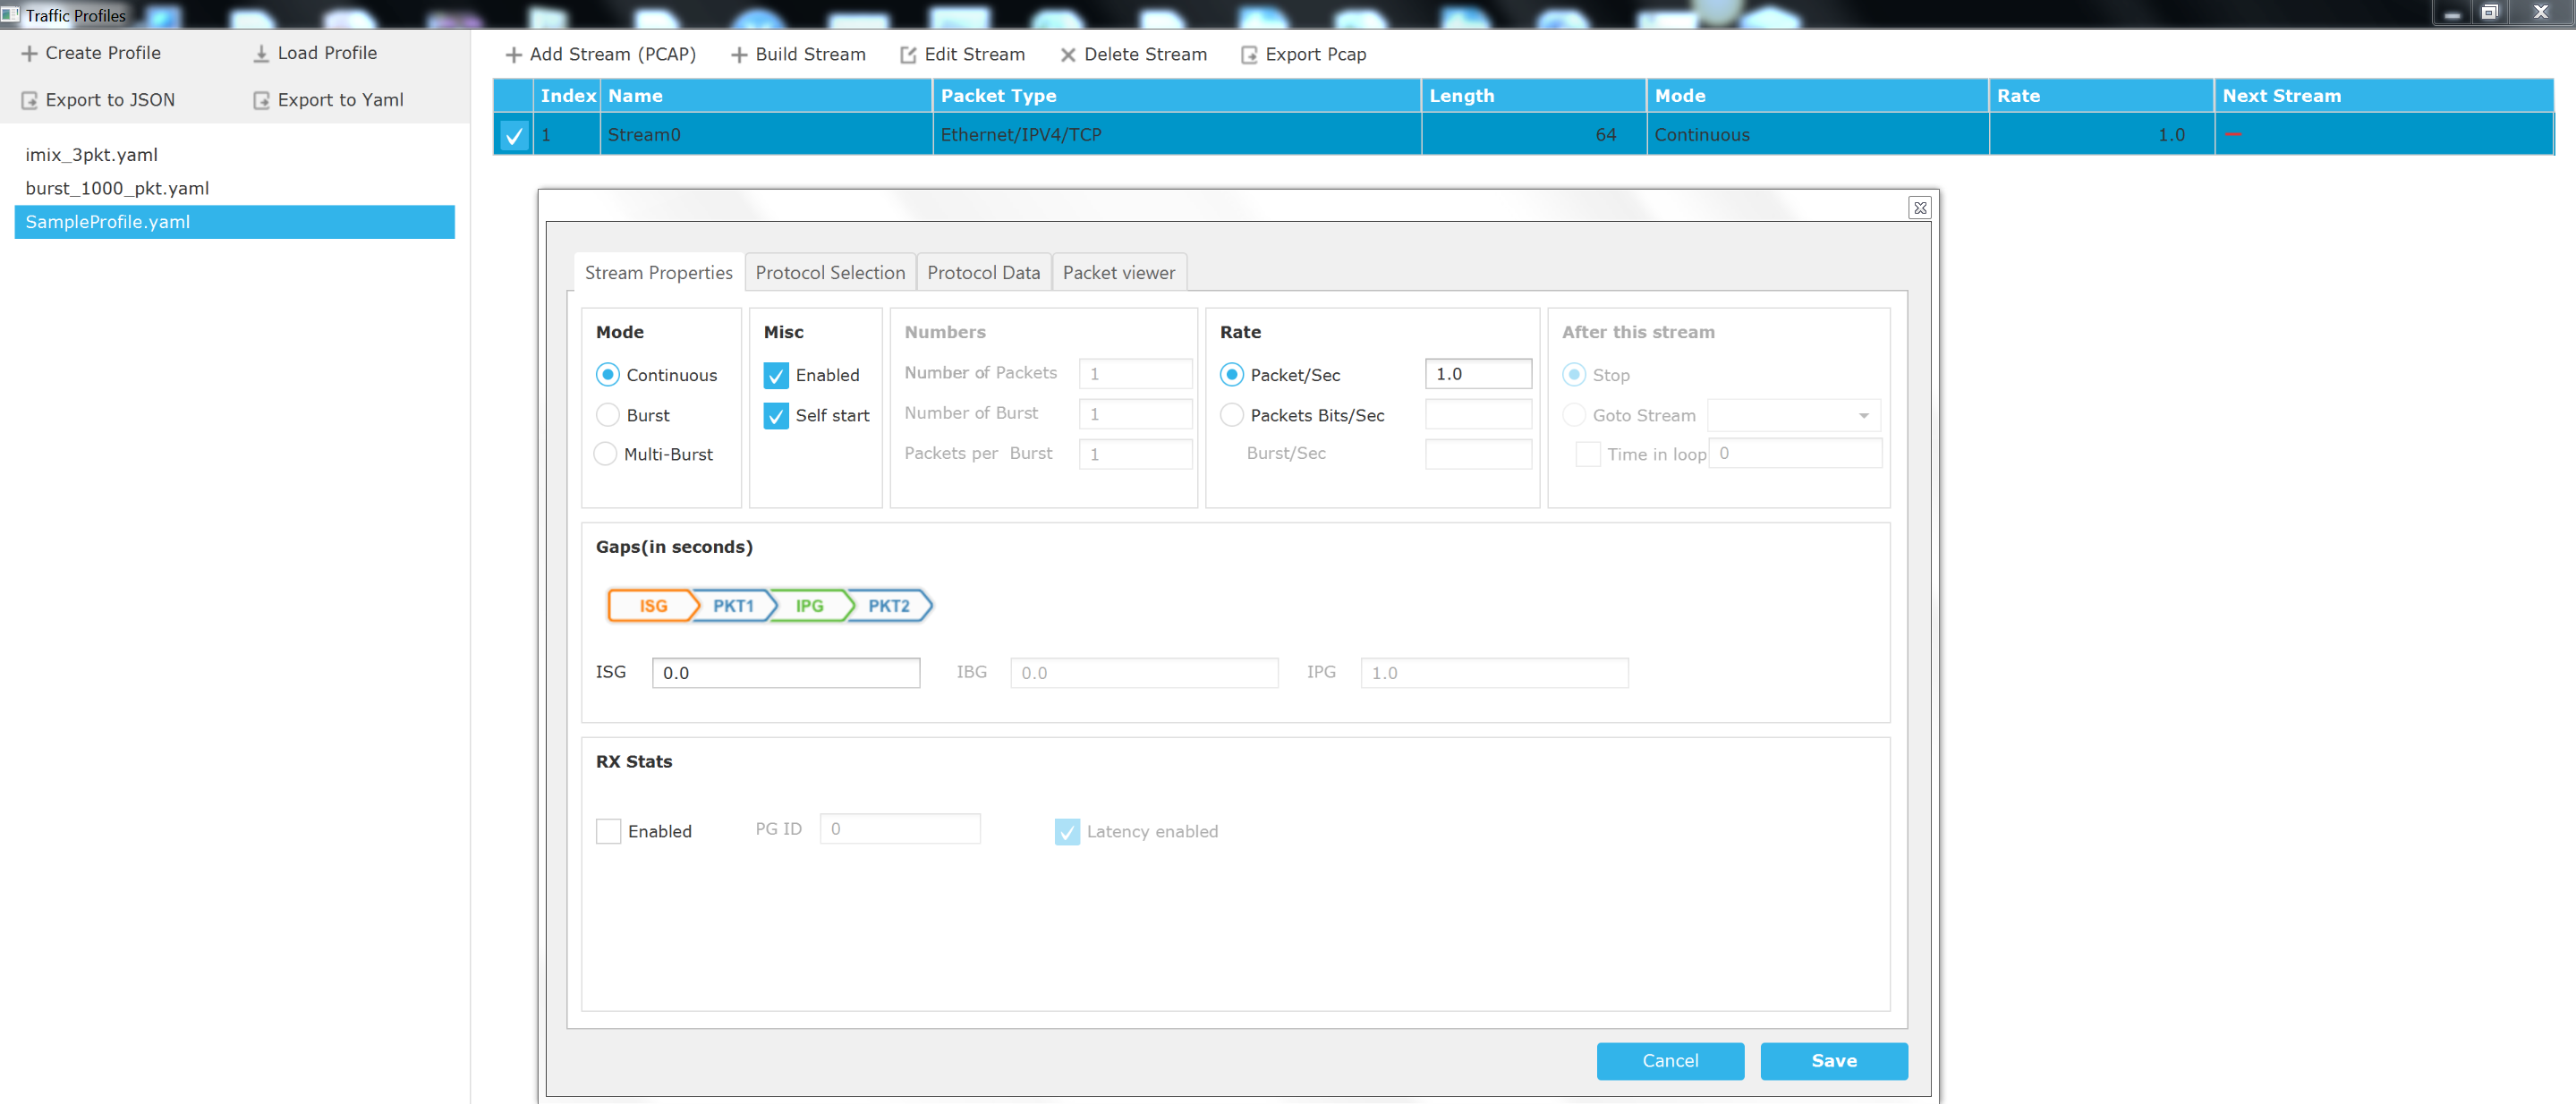 Traffic Profiles
Create Profile
Load Profile
Export to JSON
Export to Yaml
imix_3pkt.yaml
burst_1000_pkt.yaml
SampleProfile.yaml
Add Stream (PCAP)
Build Stream
Edit Stream
Delete Stream
Export Pcap
Index Name Packet Type Length Mode Rate Next Stream
1 Stream0 Ethernet/IPV4/TCP 64 Continuous 1.0
Stream Properties
Protocol Selection
Protocol Data
Packet viewer
Mode
Continuous
Burst
Multi-Burst
Misc
Enabled
Self start
Numbers
Number of Packets 1
Number of Burst 1
Packets per Burst 1
Rate
Packet/Sec 1.0
Packets Bits/Sec
Burst/Sec
After this stream
Stop
Goto Stream
Time in loop 0
Gaps(in seconds)
ISG PKT1 IPG PKT2
ISG 0.0 IBG 0.0 IPG 1.0
RX Stats
Enabled PG ID 0 Latency enabled
Cancel
Save